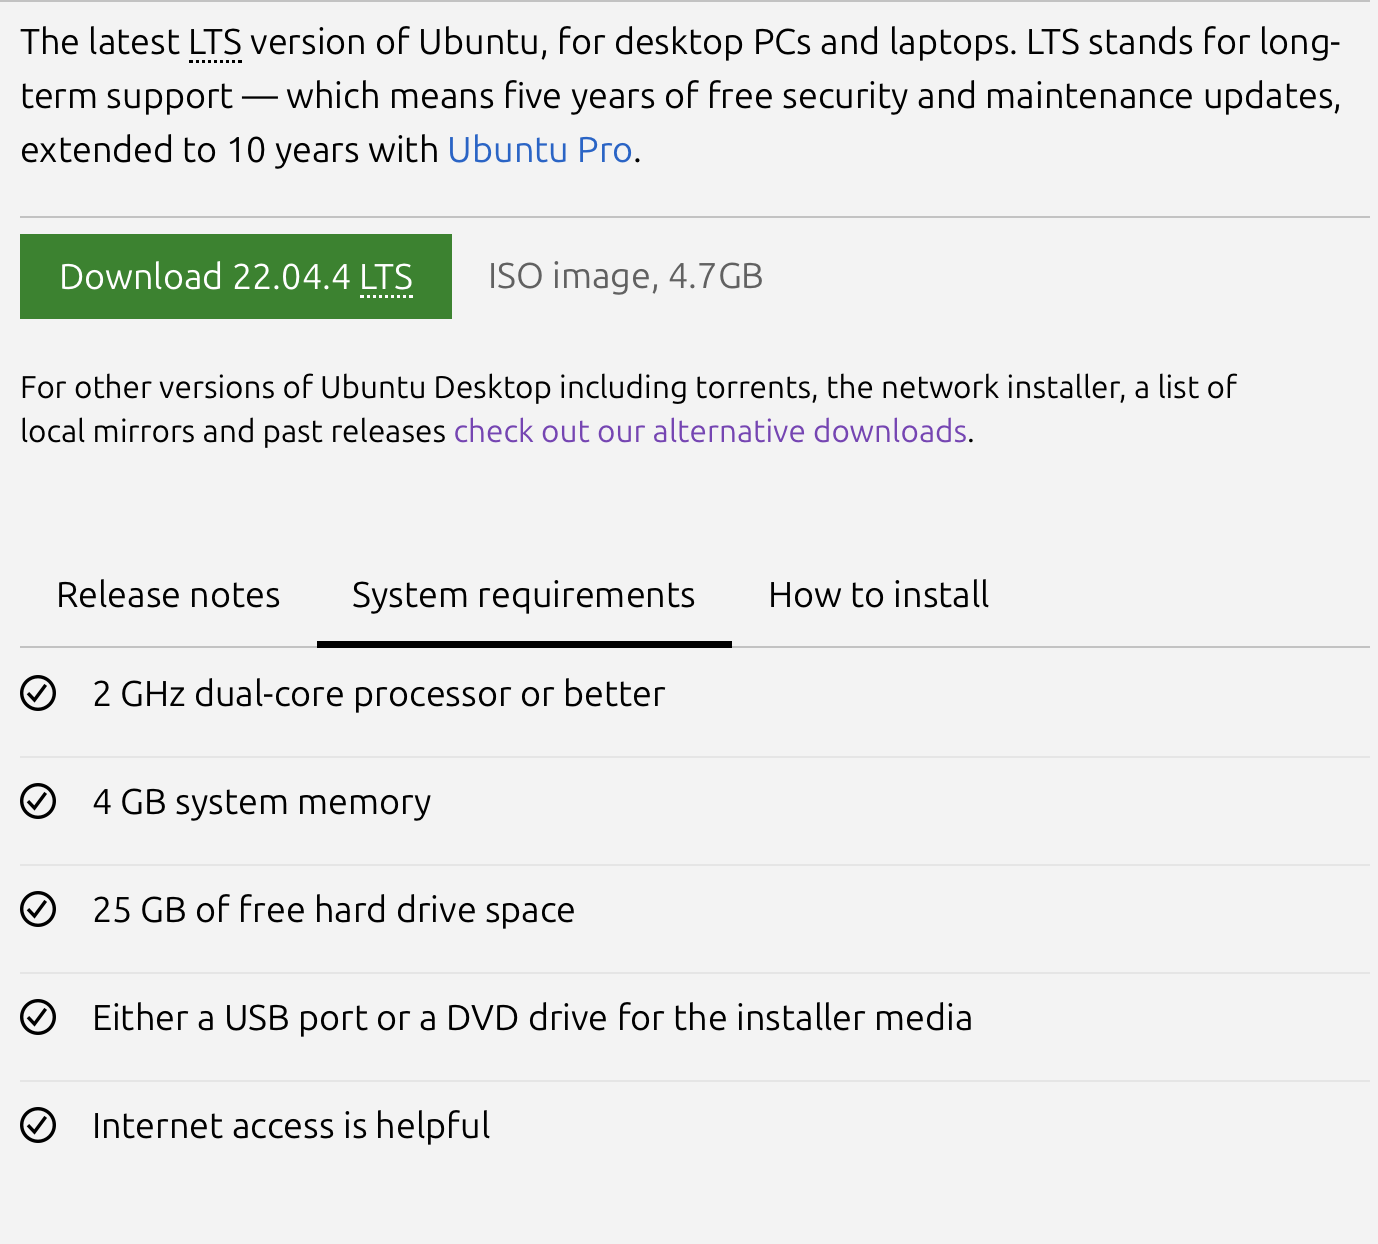 The latest LTS version of Ubuntu, for desktop PCs and laptops. LTS stands for long-
term support — which means five years of free security and maintenance updates,
extended to 10 years with Ubuntu Pro.
Download 22.04.4 LTS ISO image, 4.7GB
For other versions of Ubuntu Desktop including torrents, the network installer, a list of
local mirrors and past releases check out our alternative downloads.
Release notes System requirements How to install
2 GHz dual-core processor or better
4 GB system memory
25 GB of free hard drive space
Either a USB port or a DVD drive for the installer media
Internet access is helpful